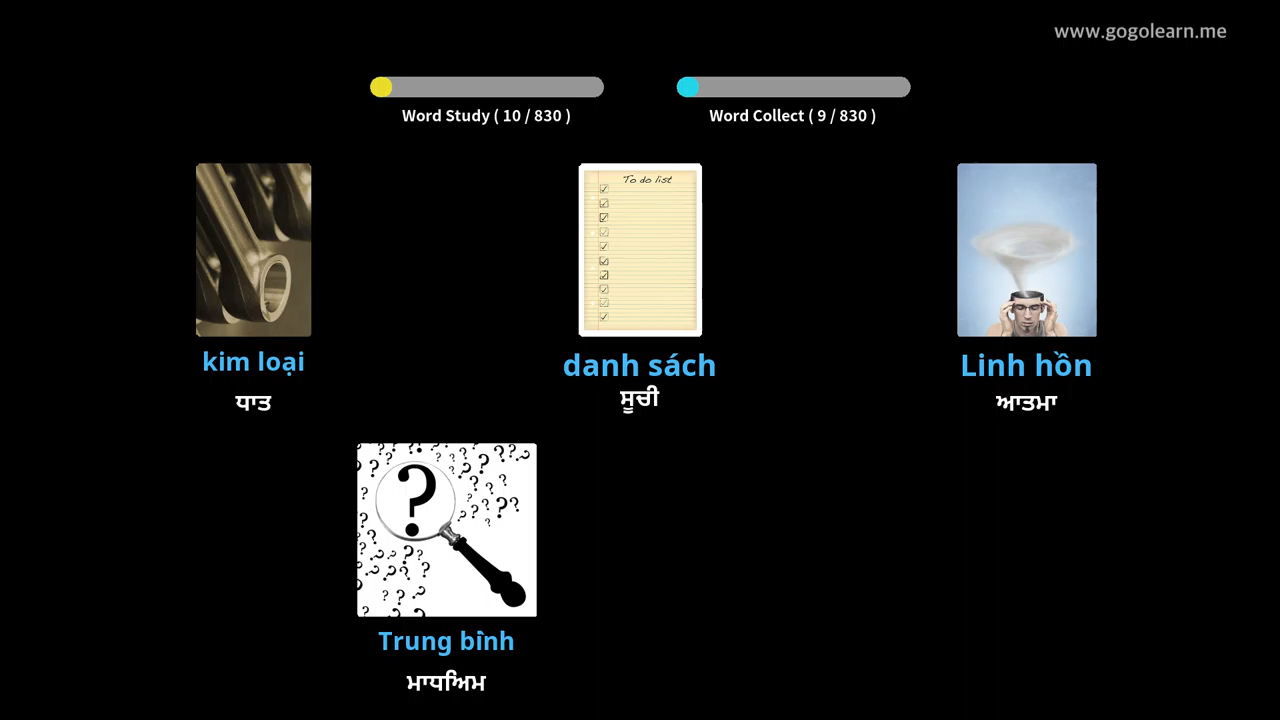 www.gogolearn.me
Word Study ( 10 / 830 )
Word Collect ( 9 / 830 )
To do list
kim loại
ਧਾਤ
danh sách
ਸੂਚੀ
Linh hồn
ਆਤਮਾ
Trung bình
ਮਾਧਅਿਮ